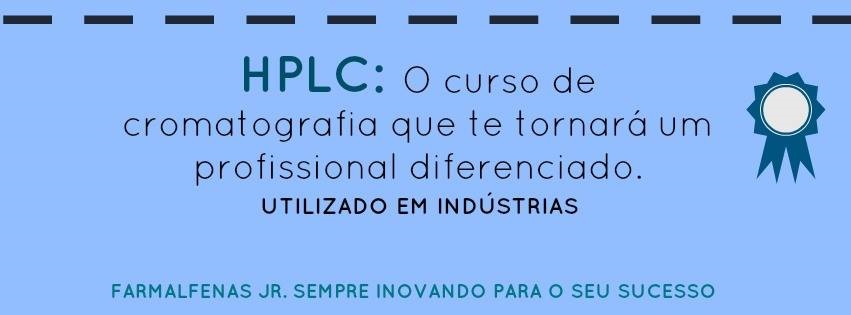 HPLC: O curso de
cromatografia que te tornará um
profissional diferenciado.
UTILIZADO EM INDÚSTRIAS
FARMALFENAS JR. SEMPRE INOVANDO PARA O SEU SUCESSO